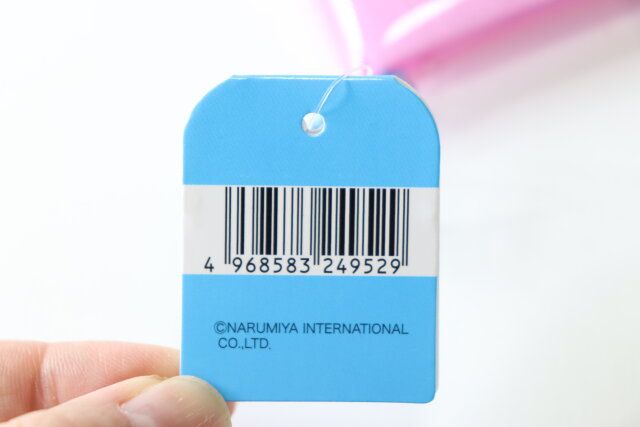 4 968583 249529
©NARUMIYA INTERNATIONAL
CO.,LTD.